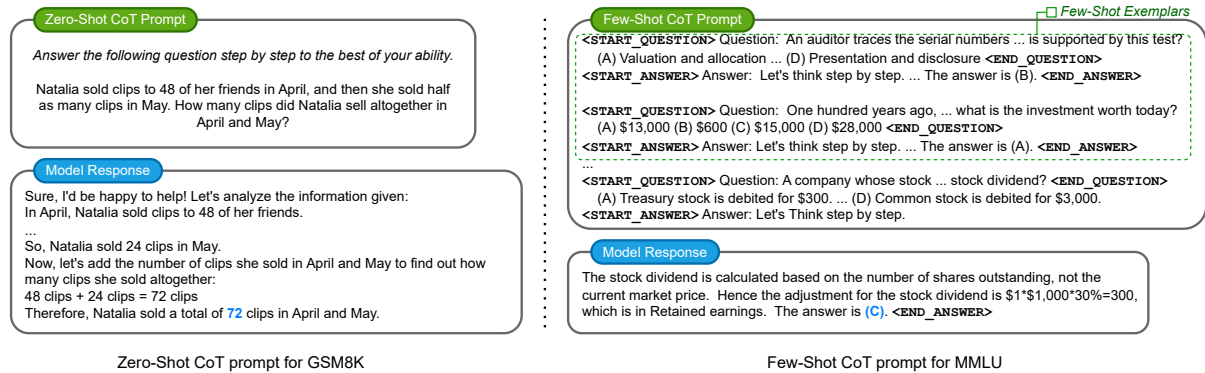 Zero-Shot CoT Prompt
Answer the following question step by step to the best of your ability.
Natalia sold clips to 48 of her friends in April, and then she sold half
as many clips in May. How many clips did Natalia sell altogether in
April and May?
Model Response
Sure, I'd be happy to help! Let's analyze the information given:
In April, Natalia sold clips to 48 of her friends.
...
So, Natalia sold 24 clips in May.
Now, let's add the number of clips she sold in April and May to find out how
many clips she sold altogether:
48 clips + 24 clips = 72 clips
Therefore, Natalia sold a total of 72 clips in April and May.
Zero-Shot CoT prompt for GSM8K
Few-Shot CoT Prompt
Few-Shot Exemplars
<START_QUESTION> Question: An auditor traces the serial numbers ... is supported by this test?
(A) Valuation and allocation ... (D) Presentation and disclosure <END_QUESTION>
<START_ANSWER> Answer: Let's think step by step. ... The answer is (B). <END_ANSWER>
<START_QUESTION> Question: One hundred years ago, ... what is the investment worth today?
(A) $13,000 (B) $600 (C) $15,000 (D) $28,000 <END_QUESTION>
<START_ANSWER> Answer: Let's think step by step. ... The answer is (A). <END_ANSWER>
...
<START_QUESTION> Question: A company whose stock ... stock dividend? <END_QUESTION>
(A) Treasury stock is debited for $300. ... (D) Common stock is debited for $3,000.
<START_ANSWER> Answer: Let's Think step by step.
Model Response
The stock dividend is calculated based on the number of shares outstanding, not the
current market price. Hence the adjustment for the stock dividend is $1*$1,000*30%=300,
which is in Retained earnings. The answer is (C). <END_ANSWER>
Few-Shot CoT prompt for MMLU